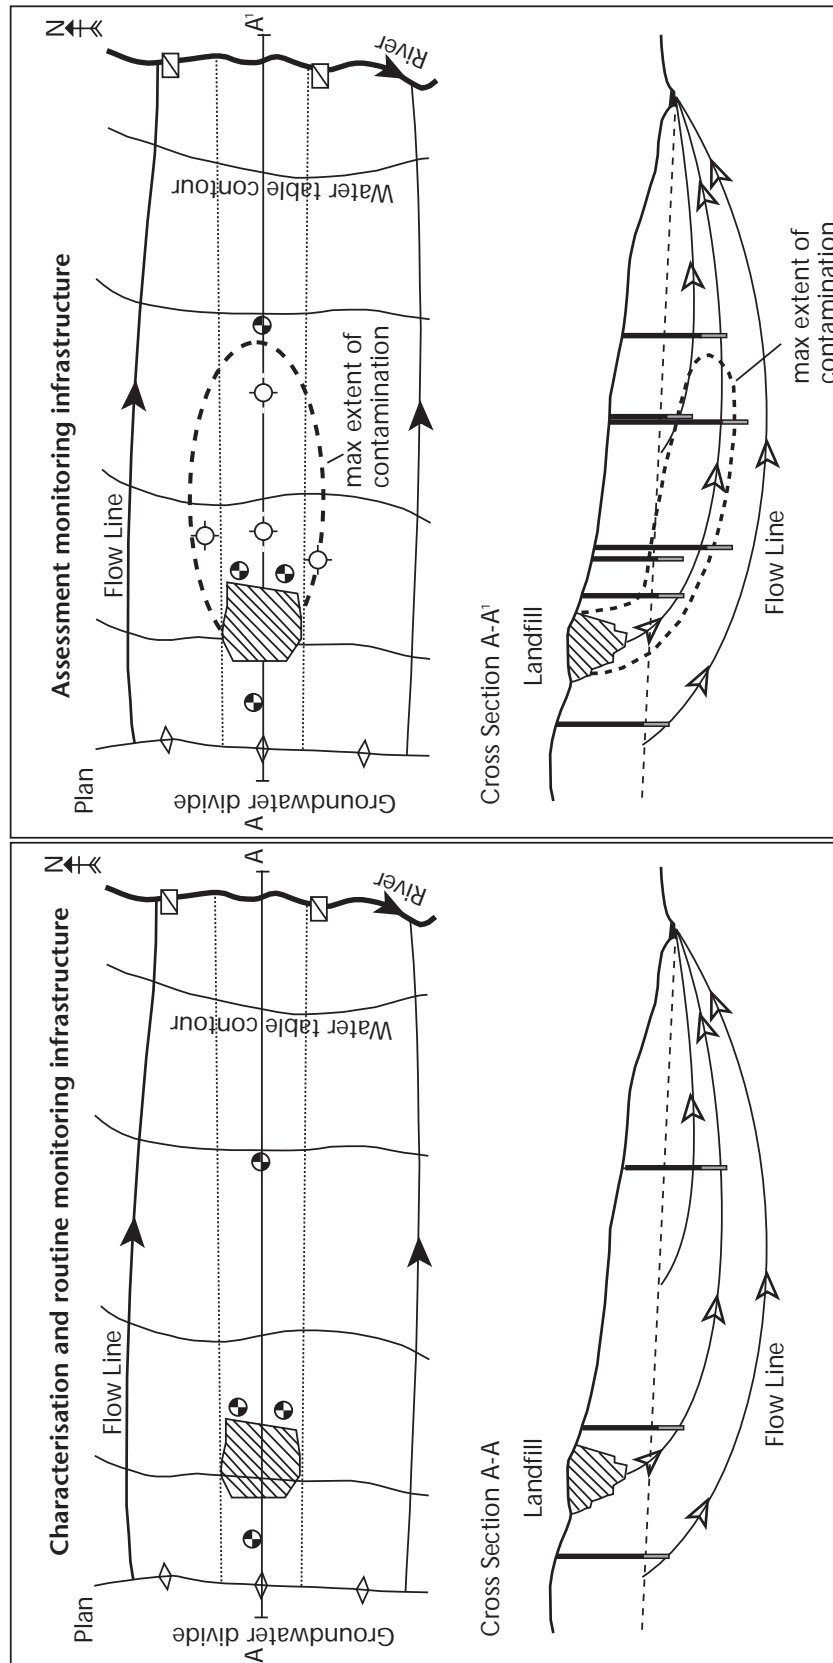 Characterisation and routine monitoring infrastructure
Plan
N
Flow Line
A
A
Groundwater divide
Water table contour
River
Cross Section A-A
Landfill
Flow Line
Assessment monitoring infrastructure
Plan
N
Flow Line
A
A¹
Groundwater divide
max extent of
contamination
Water table contour
River
Cross Section A-A¹
Landfill
Flow Line
max extent of
contamination